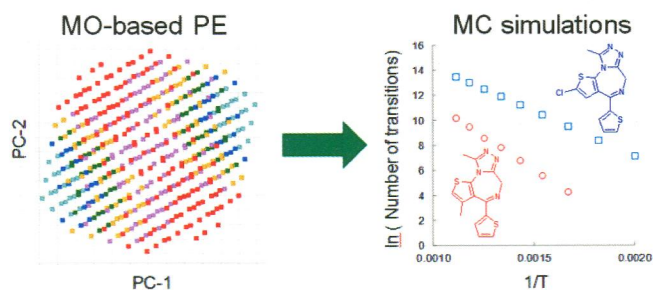 MO-based PE
PC-2
PC-1
MC simulations
ln ( Number of transitions)
16
14
12
10
8
6
4
2
0
0.0010
0.0015
0.0020
1/T
N
N
N
S
Cl
N
S
N
N
N
S
N
S